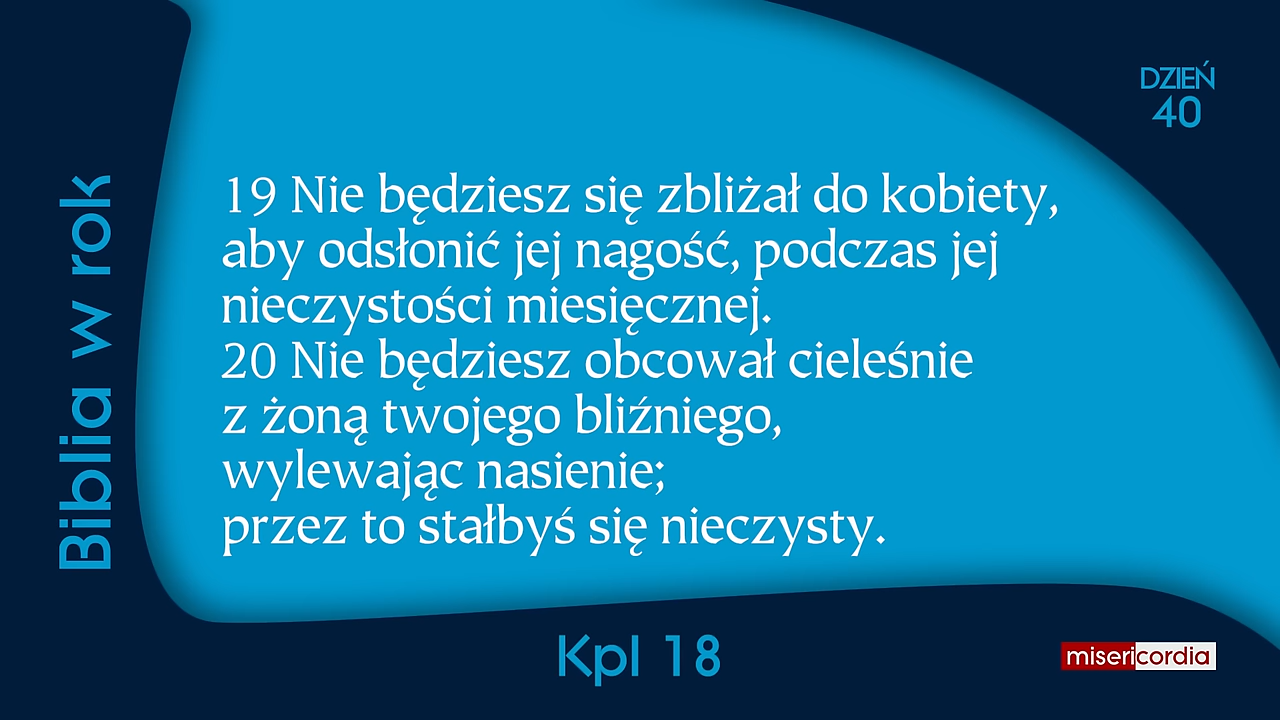 DZIEŃ
40
Biblia w rok
19 Nie będziesz się zbliżał do kobiety,
aby odsłonić jej nagość, podczas jej
nieczystości miesięcznej.
20 Nie będziesz obcował cieleśnie
z żoną twojego bliźniego,
wylewając nasienie;
przez to stałbyś się nieczysty.
Kpl 18
misericordia